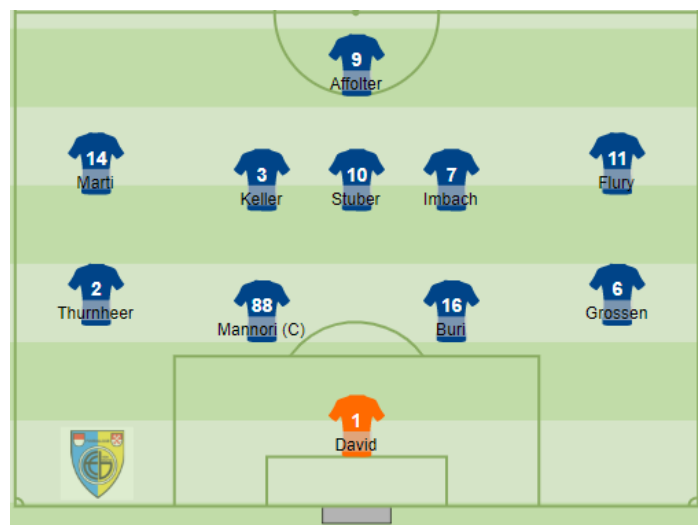 9
Affolter
14
Marti
3
Keller
10
Stuber
7
Imbach
11
Flury
2
Thurnheer
88
Mannori (C)
16
Buri
6
Grossen
1
David